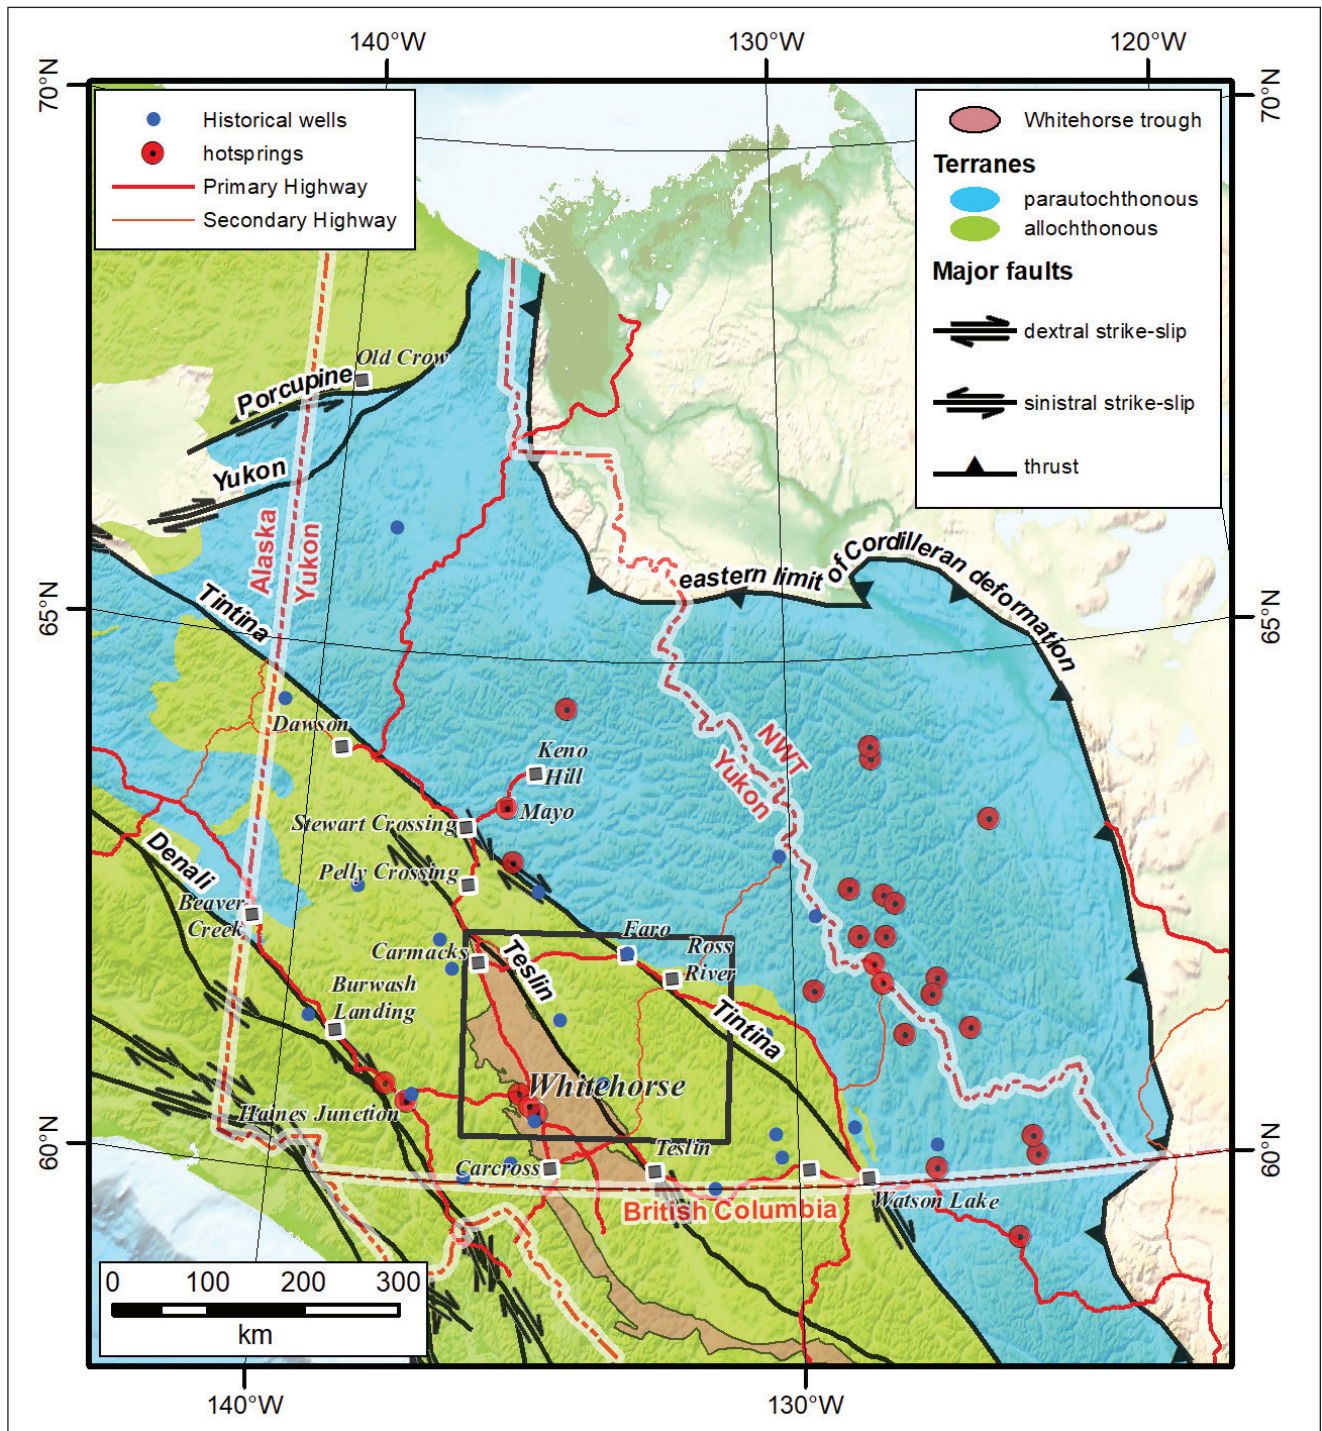 140°W
130°W
120°W
70°N
70°N
Historical wells
hotsprings
Primary Highway
Secondary Highway
Whitehorse trough
Terranes
parautochthonous
allochthonous
Major faults
dextral strike-slip
sinistral strike-slip
thrust
Old Crow
Porcupine
Yukon
Alaska
Yukon
eastern limit of Cordilleran deformation
65°N
65°N
Tintina
Dawson
Keno
Hill
NWT
Yukon
Mayo
Stewart Crossing
Denali
Pelly Crossing
Beaver
Creek
Faro
Ross
River
Carmacks
Teslin
Burwash
Landing
Tintina
Whitehorse
Haines Junction
60°N
60°N
Teslin
Carcross
Watson Lake
British Columbia
0 100 200 300
km
140°W
130°W